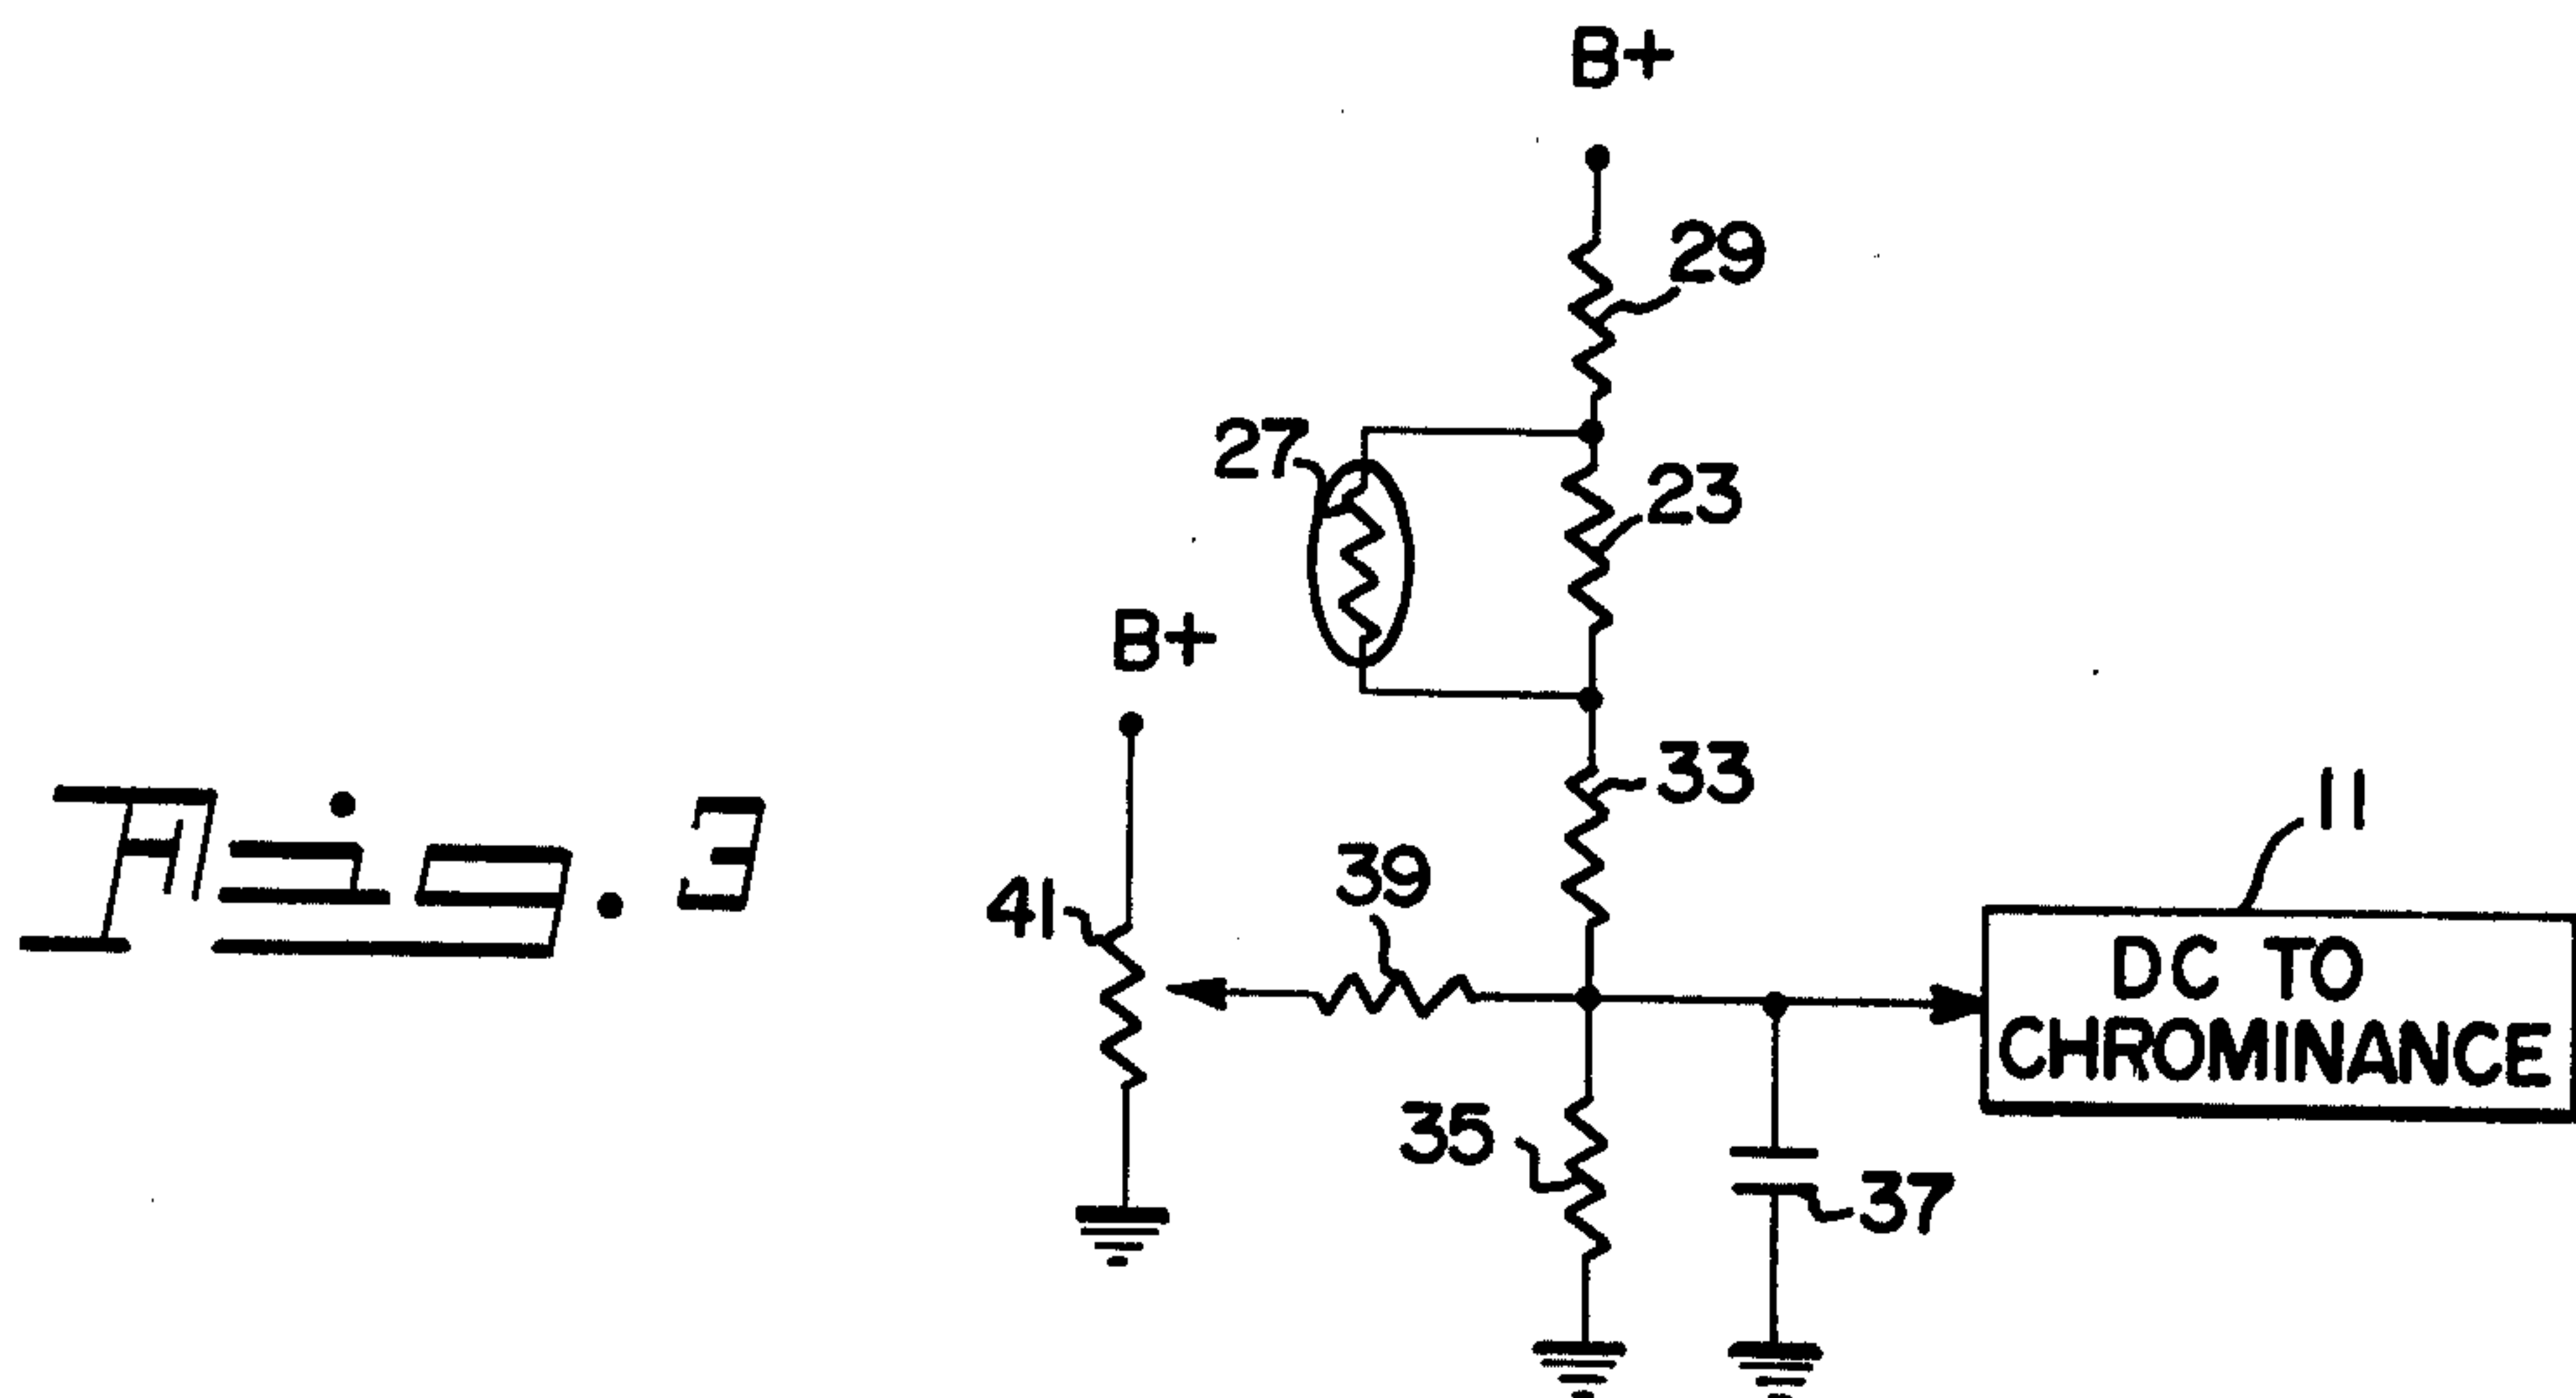 B+
29
27
23
B+
33
11
Fig. 3
39
41
DC TO
CHROMINANCE
35
37